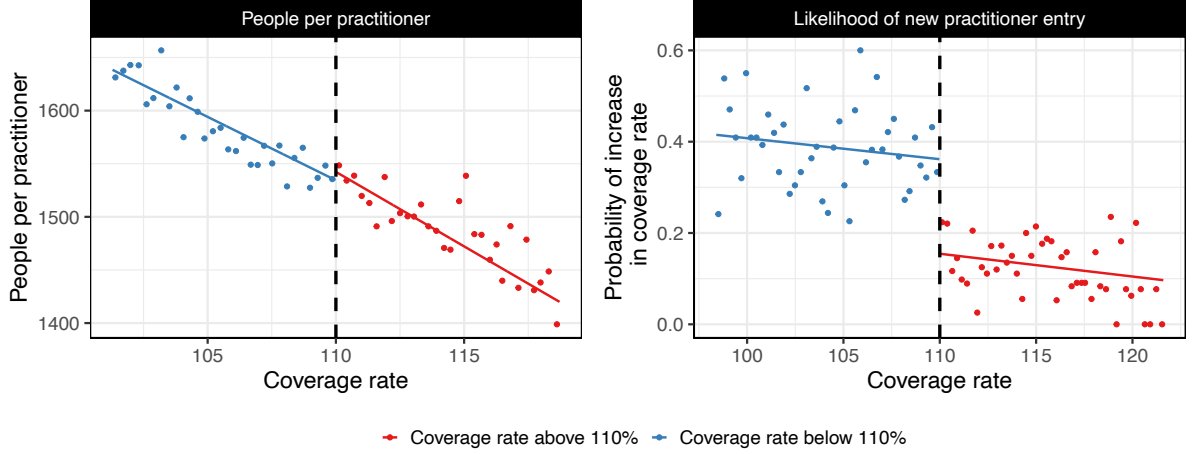 People per practitioner
Likelihood of new practitioner entry
People per practitioner
1600
1500
1400
105
110
115
Coverage rate
Probability of increase
in coverage rate
0.6
0.4
0.2
0.0
100
105
110
115
120
Coverage rate
Coverage rate above 110%
Coverage rate below 110%